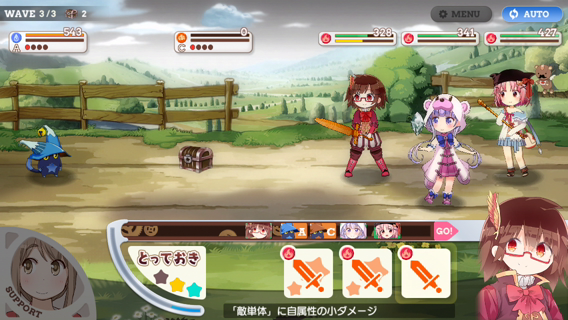 WAVE 3/3 2
MENU
AUTO
543
0
328
341
427
A
C
A
C
GO!
とっておき
SUPPORT
「敵単体」に自属性の小ダメージ